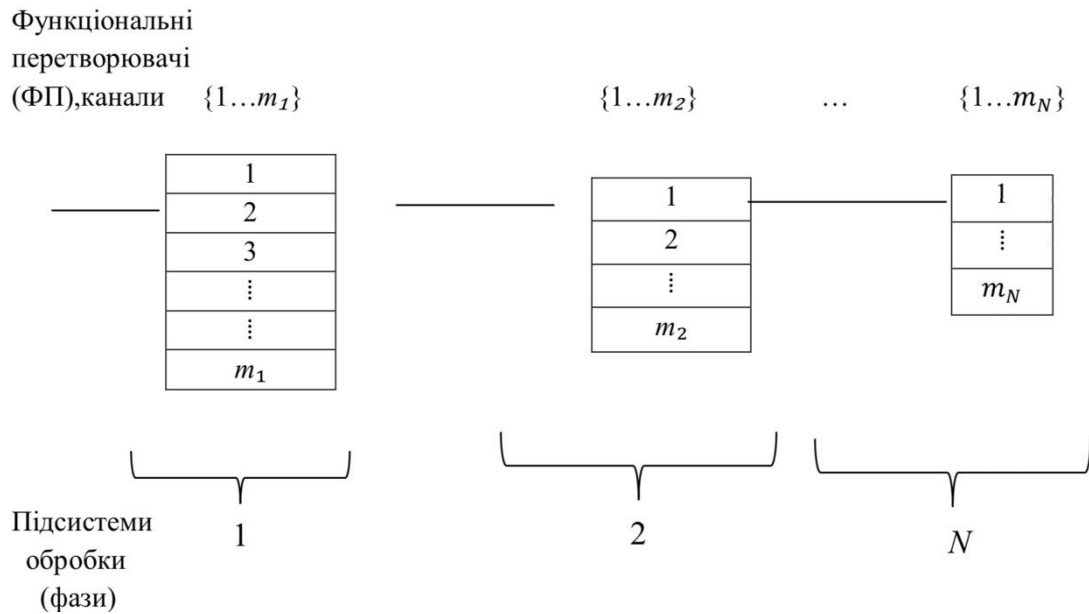 Функціональні
перетворювачі
(ФП),канали {1…m₁} {1…m₂} … {1…m_N}
1
2
3
⁞
⁞
m₁
1
2
⁞
m₂
1
⁞
m_N
1 2 N
Підсистеми
обробки
(фази)